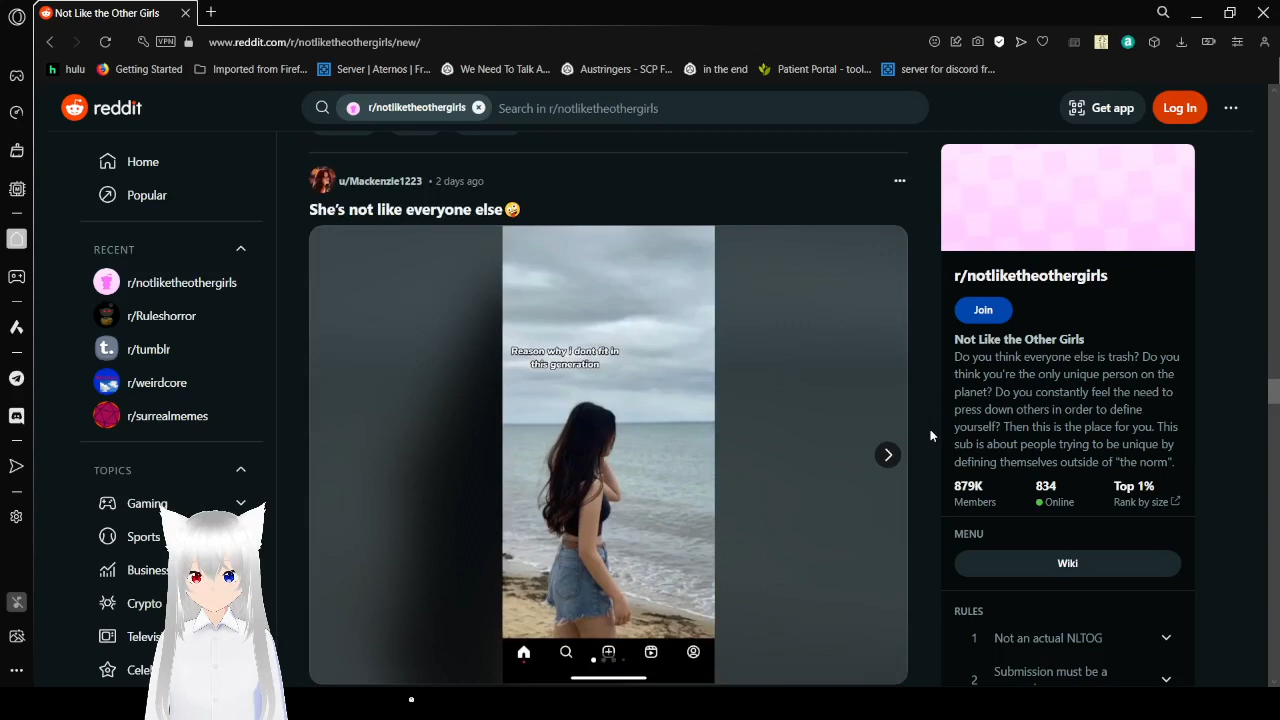 Not Like the Other Girls
VPN
www.reddit.com/r/notliketheothergirls/new/
h hulu
Getting Started
Imported from Firef...
Server | Aternos | Fr...
We Need To Talk A...
Austringers - SCP F...
in the end
Patient Portal - tool...
server for discord fr...
reddit
r/notliketheothergirls
Search in r/notliketheothergirls
Get app
Log In
Home
Popular
RECENT
r/notliketheothergirls
r/Ruleshorror
t.
r/tumblr
r/weirdcore
r/surrealmemes
TOPICS
Gaming
Sports
Business
Crypto
Televis
Celeb
u/Mackenzie1223 • 2 days ago
She's not like everyone else🤪
Reason why i dont fit in
this generation
r/notliketheothergirls
Join
Not Like the Other Girls
Do you think everyone else is trash? Do you
think you're the only unique person on the
planet? Do you constantly feel the need to
press down others in order to define
yourself? Then this is the place for you. This
sub is about people trying to be unique by
defining themselves outside of "the norm".
879K
Members
834
Online
Top 1%
Rank by size
MENU
Wiki
RULES
1 Not an actual NLTOG
2 Submission must be a